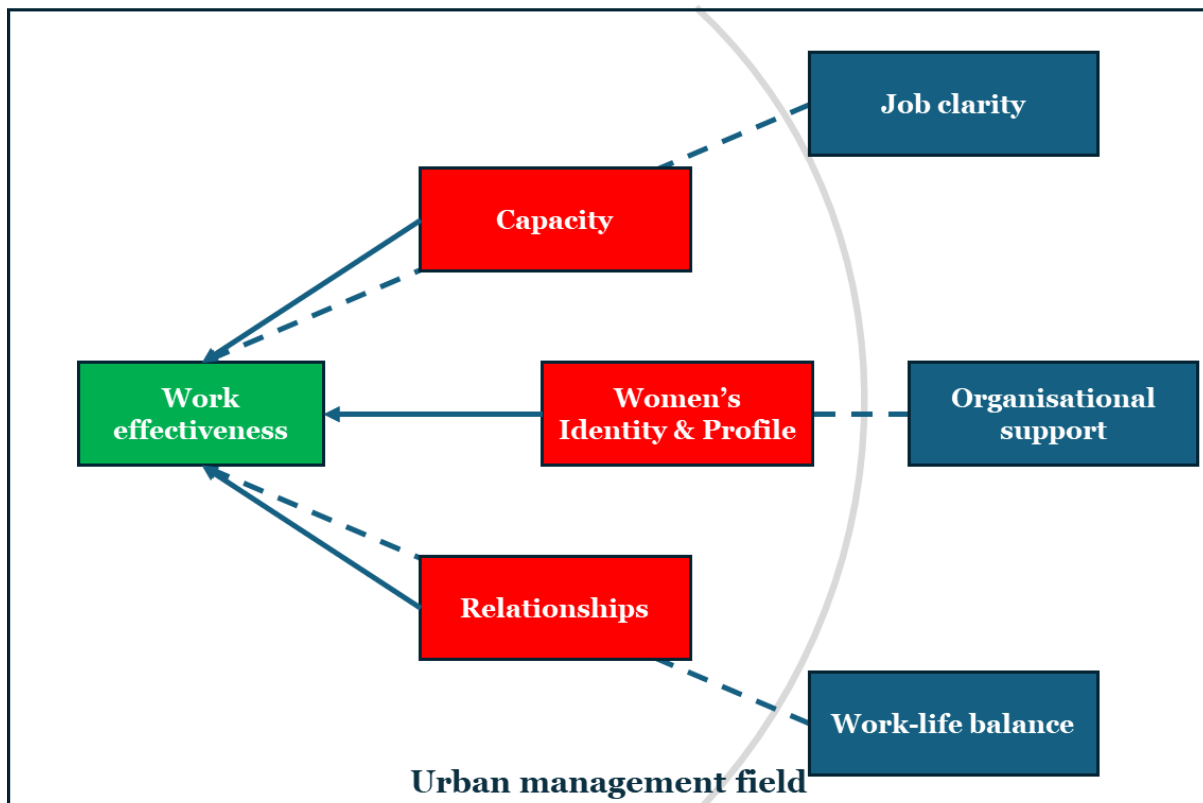 Job clarity
Capacity
Work
effectiveness
Women’s
Identity & Profile
Organisational
support
Relationships
Work-life balance
Urban management field